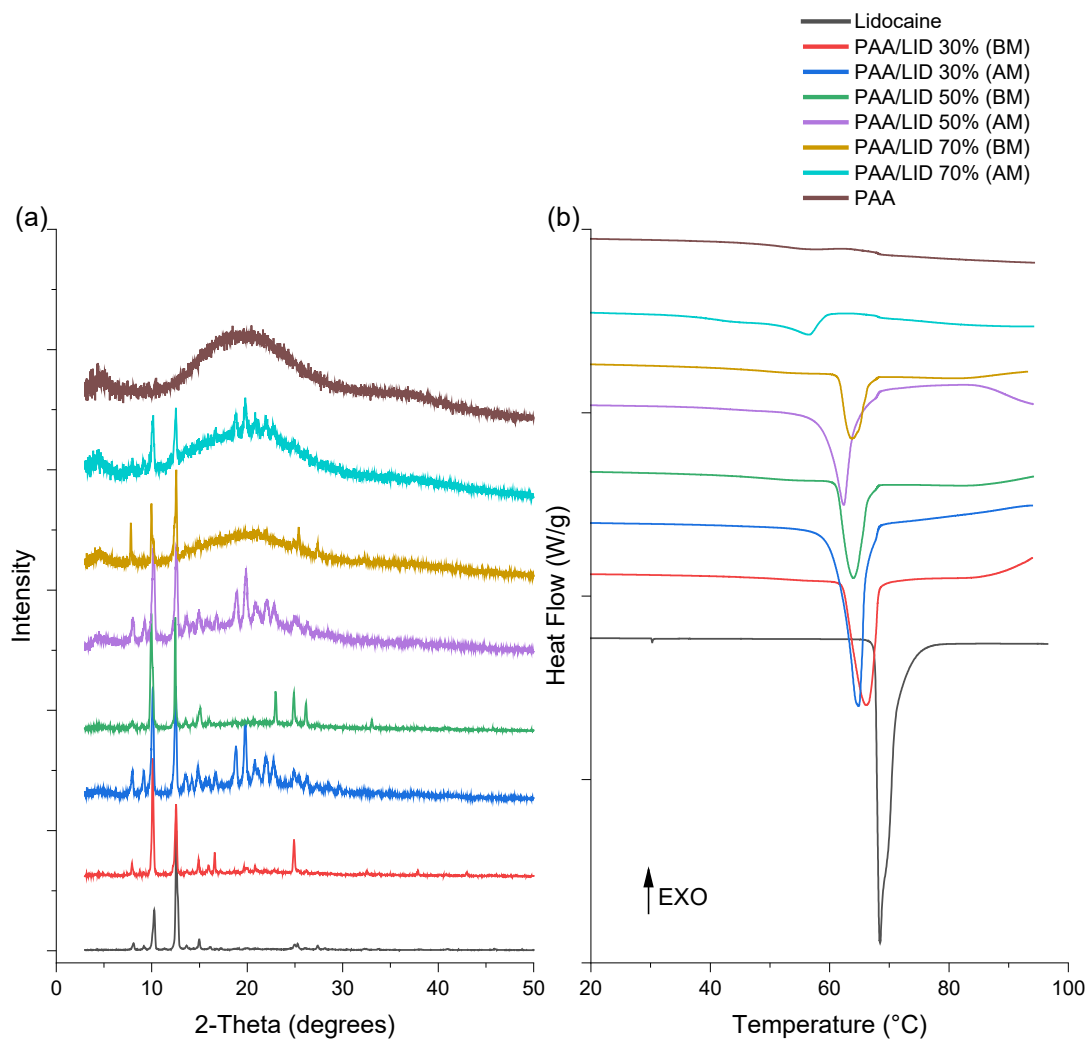 Lidocaine
PAA/LID 30% (BM)
PAA/LID 30% (AM)
PAA/LID 50% (BM)
PAA/LID 50% (AM)
PAA/LID 70% (BM)
PAA/LID 70% (AM)
PAA
(a)
Intensity
0 10 20 30 40 50
2-Theta (degrees)
(b)
Heat Flow (W/g)
EXO
20 40 60 80 100
Temperature (°C)